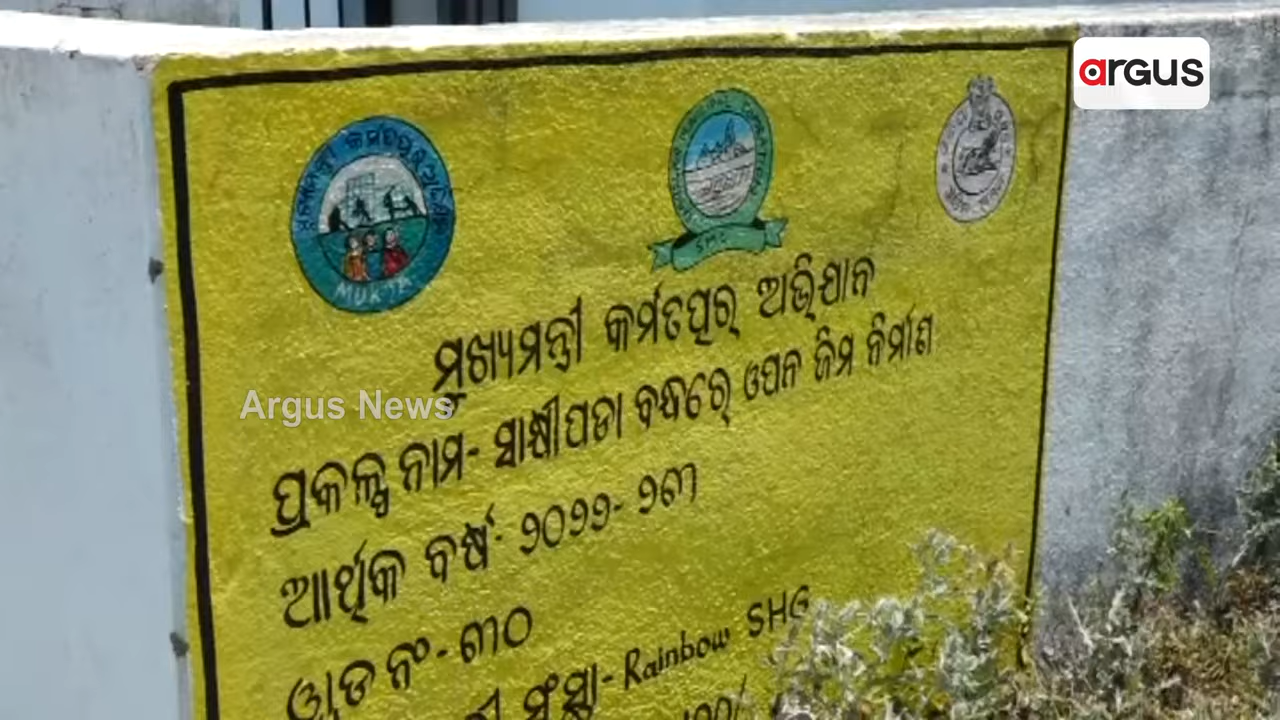 argus
MUKTA
SMC
ମୁଖ୍ୟମନ୍ତ୍ରୀ କର୍ମତତ୍ପର ଅଭିଯାନ
Argus News
ପ୍ରକଳ୍ପ ନାମ- ସାକ୍ଷୀପଡା ବନ୍ଧରେ ଓପନ ଜିମ ନିର୍ମାଣ
ଆର୍ଥିକ ବର୍ଷ- ୨୦୨୨- ୨୩
ୱାଡ ନଂ- ୩୦
ସଂସ୍ଥା- Rainbow SHG